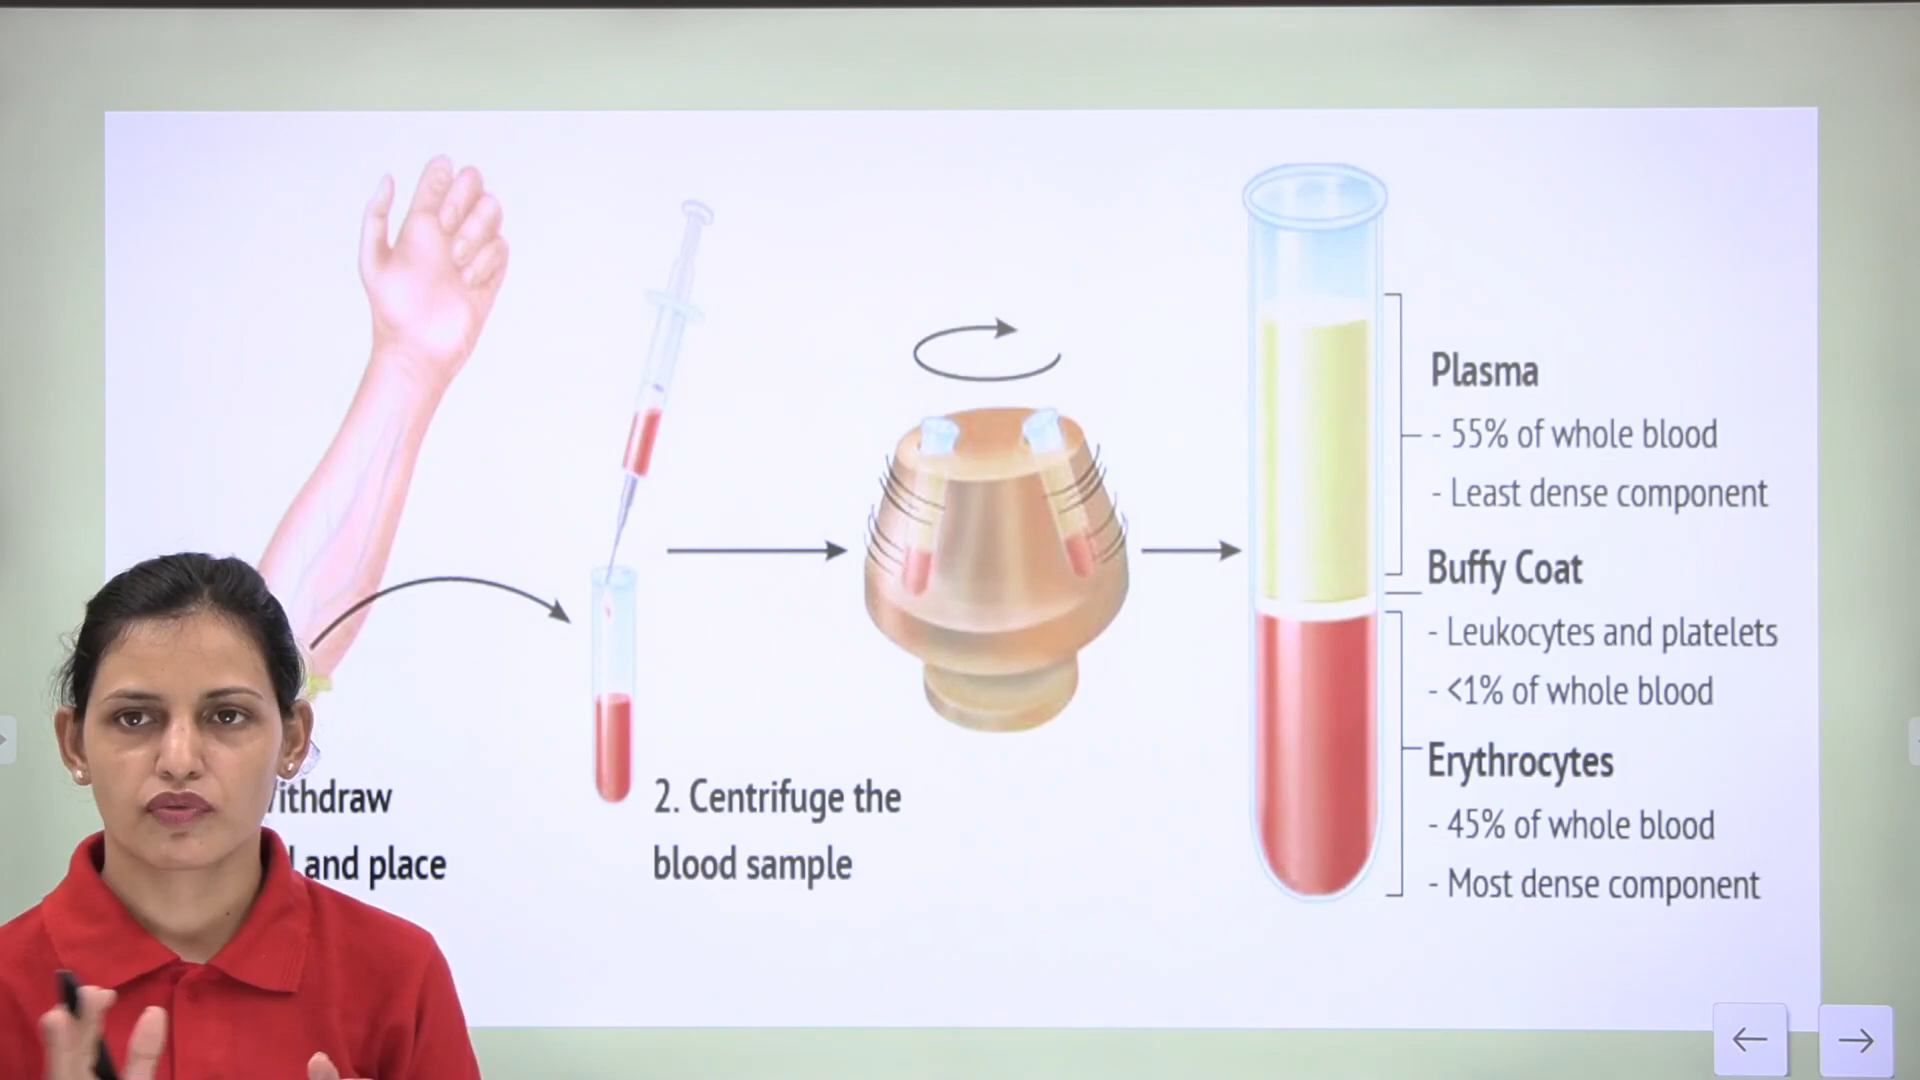 ithdraw
and place
2. Centrifuge the
blood sample
Plasma
- 55% of whole blood
- Least dense component
Buffy Coat
- Leukocytes and platelets
- <1% of whole blood
Erythrocytes
- 45% of whole blood
- Most dense component